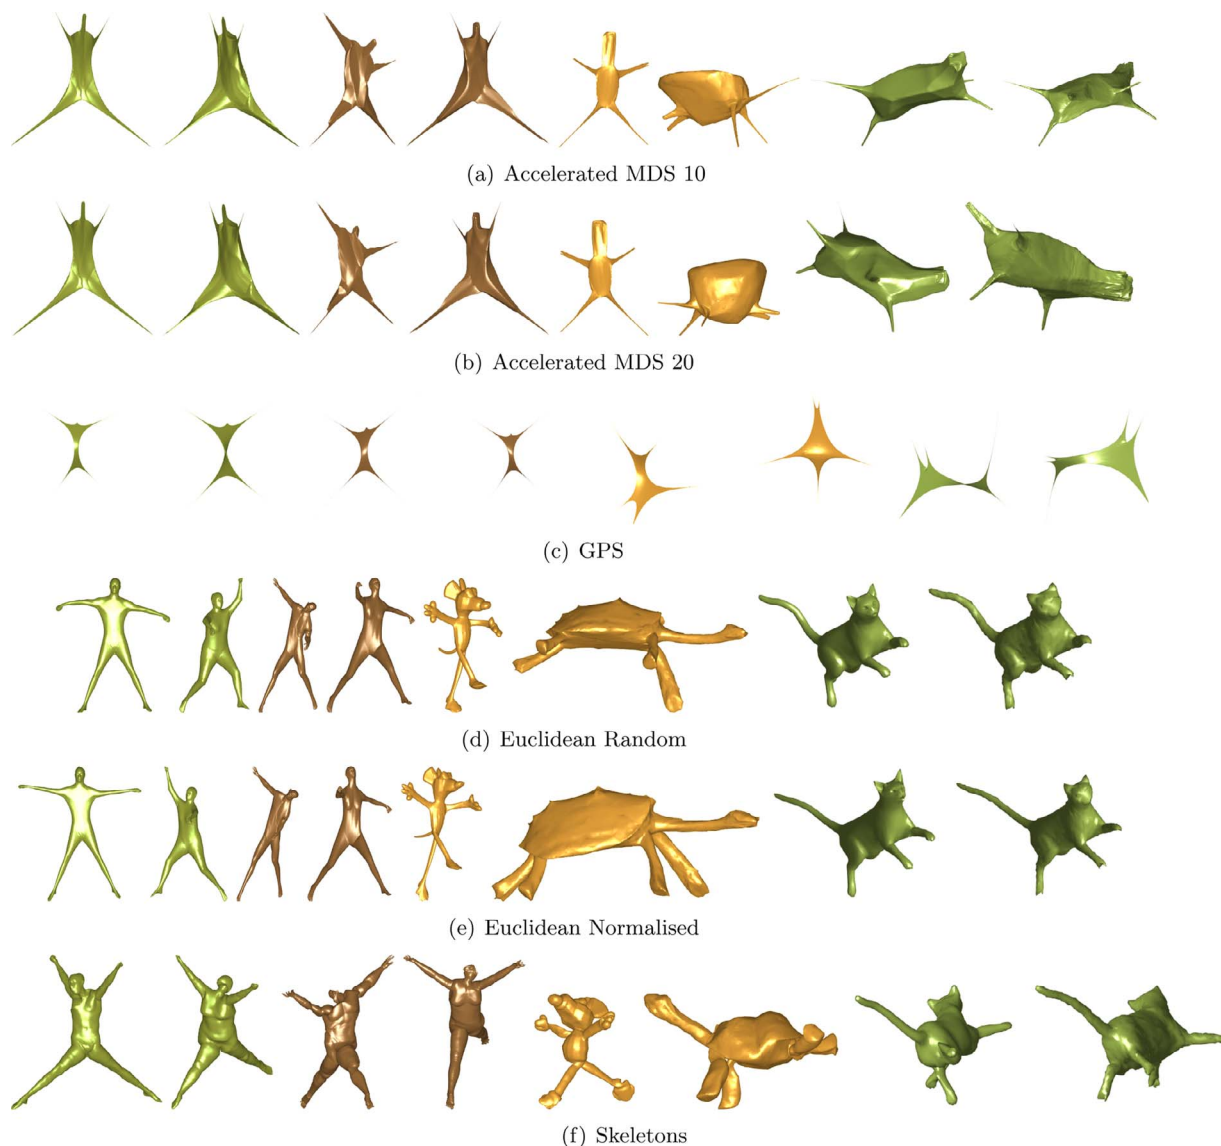 (a) Accelerated MDS 10
(b) Accelerated MDS 20
(c) GPS
(d) Euclidean Random
(e) Euclidean Normalised
(f) Skeletons